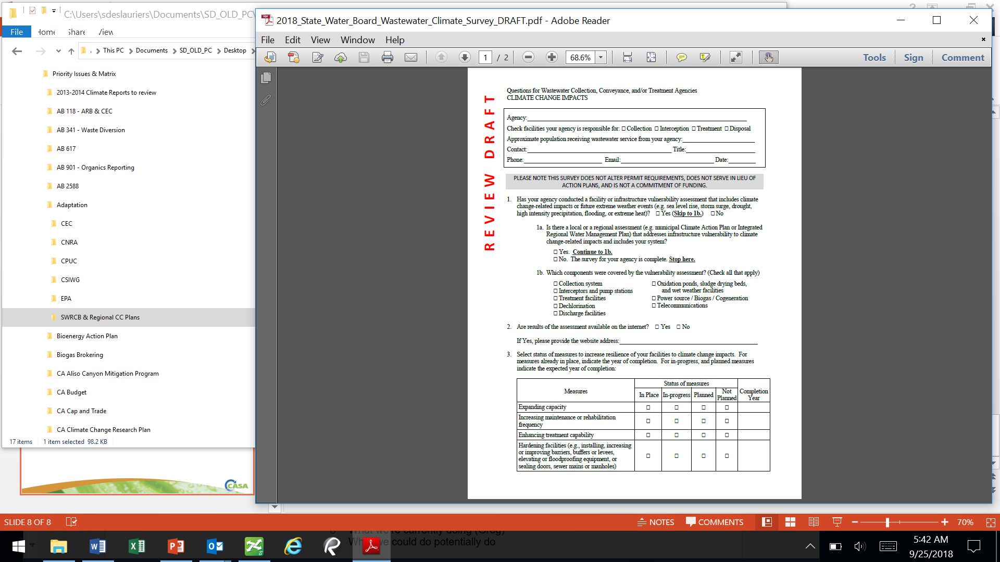 C:\Users\sdeslauriers\Documents\SD_OLD_PC\
File Home Share View
This PC Documents SD_OLD_PC Desktop
Priority Issues & Matrix
2013-2014 Climate Reports to review
AB 118 - ARB & CEC
AB 341 - Waste Diversion
AB 617
AB 901 - Organics Reporting
AB 2588
Adaptation
CEC
CNRA
CPUC
CSIWG
EPA
SWRCB & Regional CC Plans
Bioenergy Action Plan
Biogas Brokering
CA Aliso Canyon Mitigation Program
CA Budget
CA Cap and Trade
CA Climate Change Research Plan
17 items 1 item selected 98.2 KB
CASA
2018_State_Water_Board_Wastewater_Climate_Survey_DRAFT.pdf - Adobe Reader
File Edit View Window Help
1 / 2 68.6% Tools Sign Comment
REVIEW DRAFT
Questions for Wastewater Collection, Conveyance, and/or Treatment Agencies
CLIMATE CHANGE IMPACTS
Agency:
Check facilities your agency is responsible for: □ Collection □ Interception □ Treatment □ Disposal
Approximate population receiving wastewater service from your agency:
Contact: Title:
Phone: Email: Date:
PLEASE NOTE THIS SURVEY DOES NOT ALTER PERMIT REQUIREMENTS, DOES NOT SERVE IN LIEU OF
ACTION PLANS, AND IS NOT A COMMITMENT OF FUNDING.
1. Has your agency conducted a facility or infrastructure vulnerability assessment that includes climate
change-related impacts or future extreme weather events (e.g. sea level rise, storm surge, drought,
high intensity precipitation, flooding, or extreme heat)? □ Yes (Skip to 1b.) □ No
1a. Is there a local or a regional assessment (e.g. municipal Climate Action Plan or Integrated
Regional Water Management Plan) that addresses infrastructure vulnerability to climate
change-related impacts and includes your system?
□ Yes. Continue to 1b.
□ No. The survey for your agency is complete. Stop here.
1b. Which components were covered by the vulnerability assessment? (Check all that apply)
□ Collection system
□ Interceptors and pump stations
□ Treatment facilities
□ Dechlorination
□ Discharge facilities
□ Oxidation ponds, sludge drying beds,
and wet weather facilities
□ Power source / Biogas / Cogeneration
□ Telecommunications
2. Are results of the assessment available on the internet? □ Yes □ No
If Yes, please provide the website address:
3. Select status of measures to increase resilience of your facilities to climate change impacts. For
measures already in place, indicate the year of completion. For in-progress, and planned measures
indicate the expected year of completion:
Measures
Status of measures
In Place In-progress Planned Not Planned
Completion Year
Expanding capacity □ □ □ □
Increasing maintenance or rehabilitation
frequency □ □ □ □
Enhancing treatment capability □ □ □ □
Hardening facilities (e.g., installing, increasing
or improving barriers, buffers or levees,
elevating or floodproofing equipment, or
sealing doors, sewer mains or manholes) □ □ □ □
SLIDE 8 OF 8 NOTES COMMENTS 70%
What we're currently doing (Greg)
we could do potentially do
5:42 AM
9/25/2018